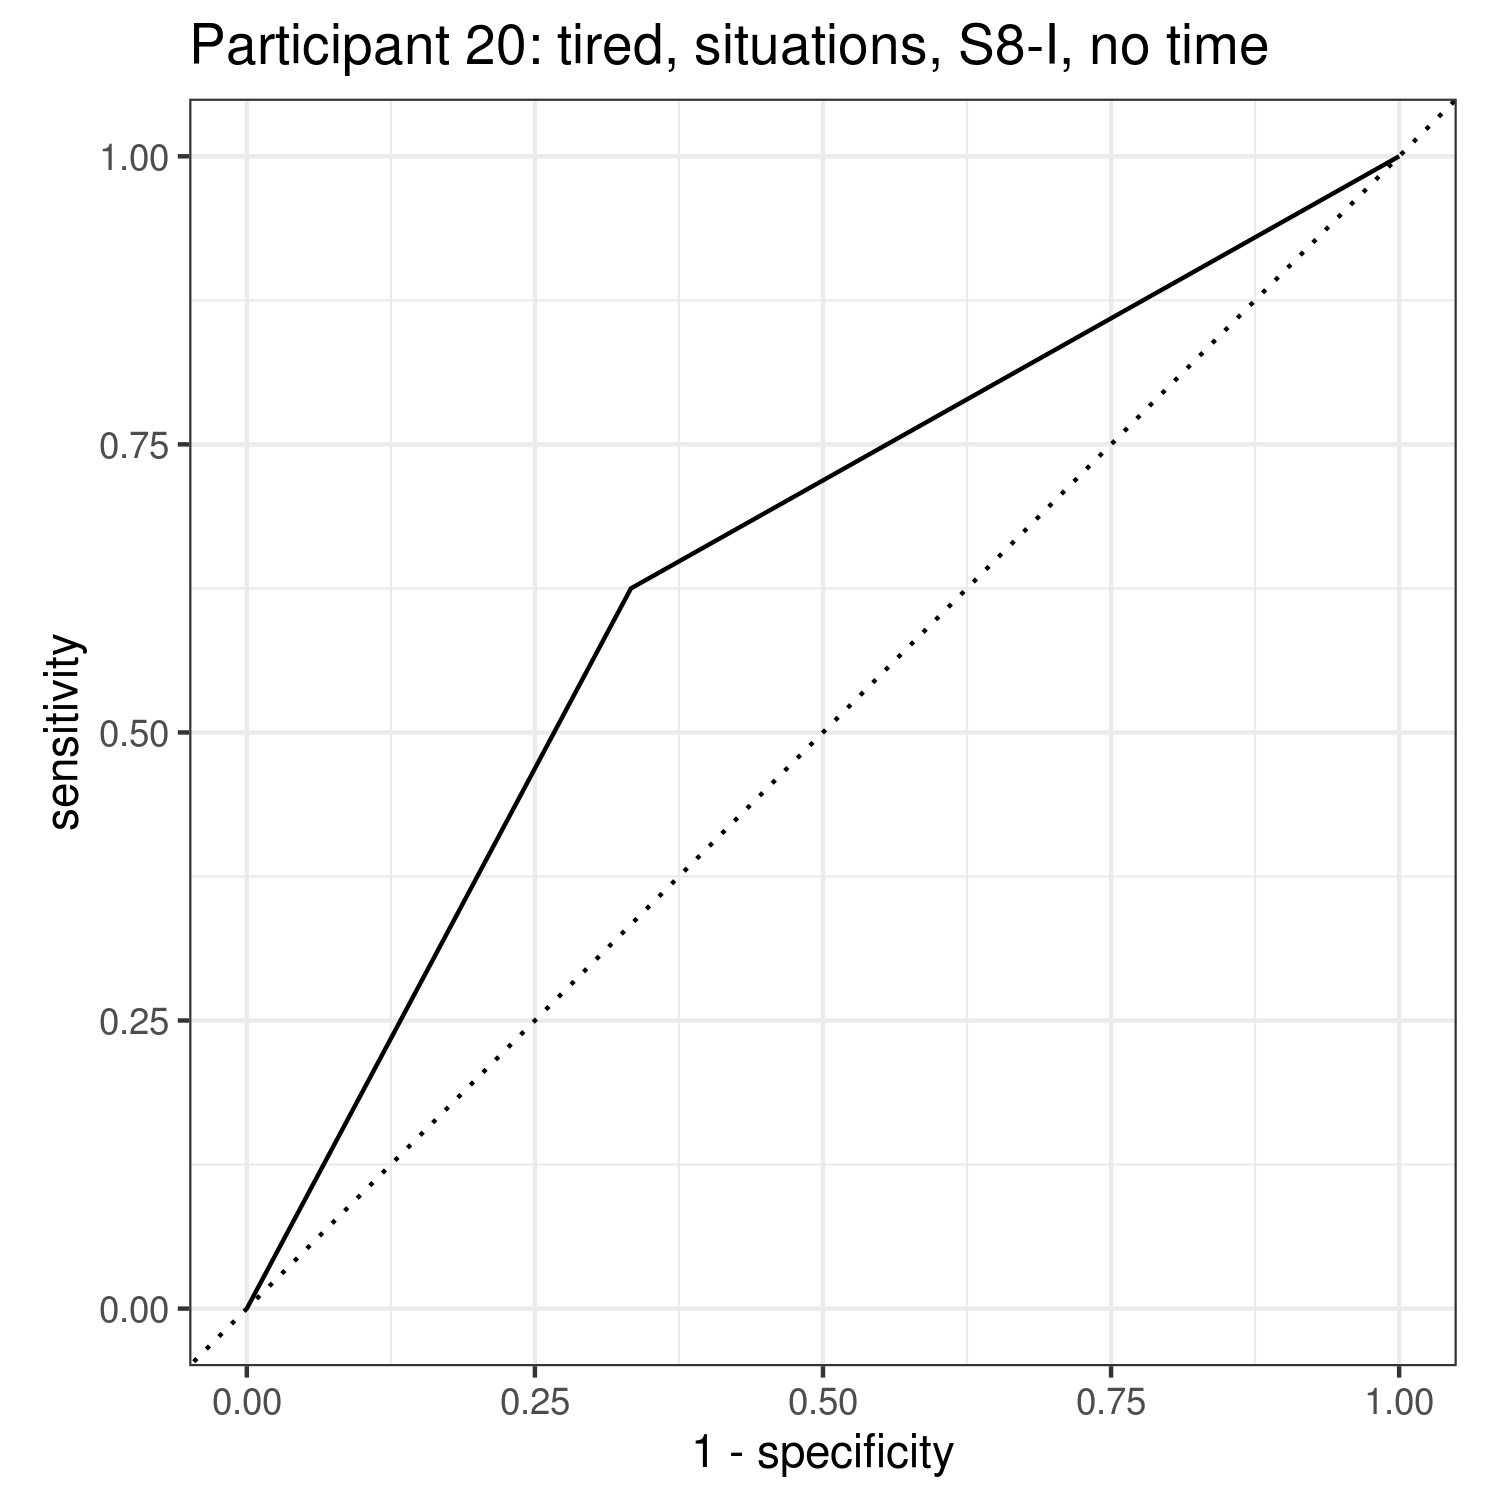 Participant 20: tired, situations, S8-I, no time
1.00
0.75
0.50
0.25
0.00
sensitivity
0.00 0.25 0.50 0.75 1.00
1 - specificity